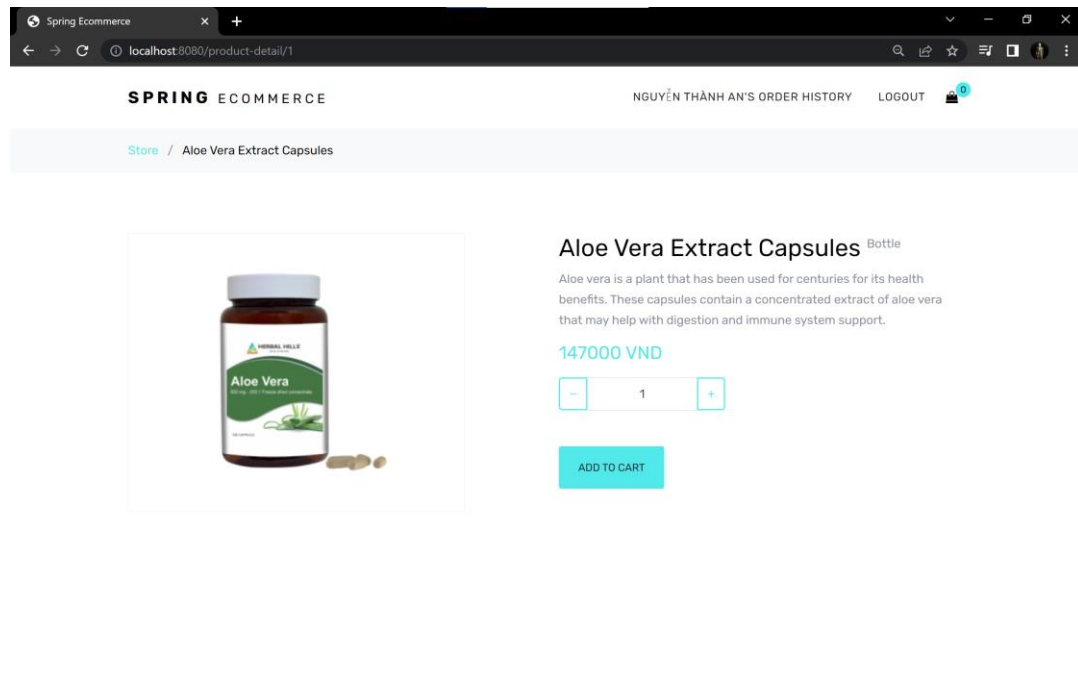 Spring Ecommerce
localhost:8080/product-detail/1
SPRING ECOMMERCE
NGUYỄN THÀNH AN'S ORDER HISTORY LOGOUT 0
Store / Aloe Vera Extract Capsules
Aloe Vera Extract Capsules Bottle
Aloe vera is a plant that has been used for centuries for its health
benefits. These capsules contain a concentrated extract of aloe vera
that may help with digestion and immune system support.
147000 VND
− 1 +
ADD TO CART
HERBAL HILLS
Aloe Vera